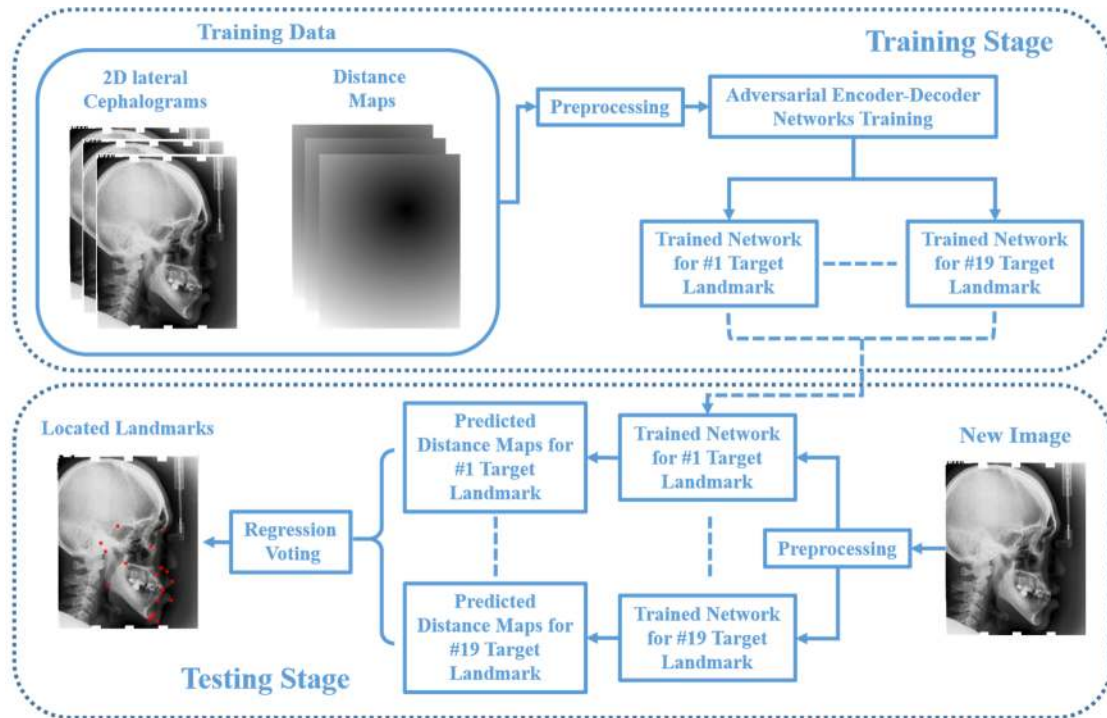 Training Data
Training Stage
2D lateral
Cephalograms
Distance
Maps
Preprocessing
Adversarial Encoder-Decoder
Networks Training
Trained Network
for #1 Target
Landmark
Trained Network
for #19 Target
Landmark
Located Landmarks
Predicted
Distance Maps for
#1 Target
Landmark
Trained Network
for #1 Target
Landmark
New Image
Regression
Voting
Preprocessing
Predicted
Distance Maps for
#19 Target
Landmark
Trained Network
for #19 Target
Landmark
Testing Stage